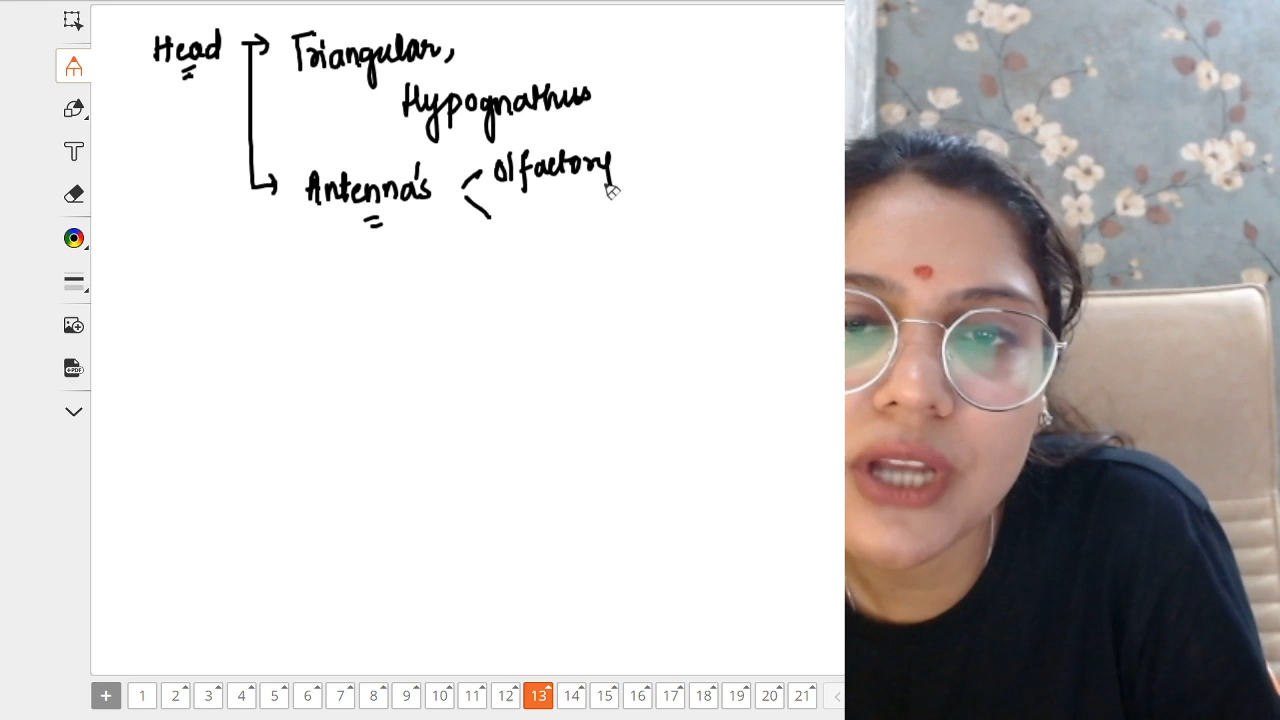 Head → Triangular,
Hypognathus
→ Antenna's < Olfactory
T
+PDF
+ 1 2 3 4 5 6 7 8 9 10 11 12 13 14 15 16 17 18 19 20 21 <